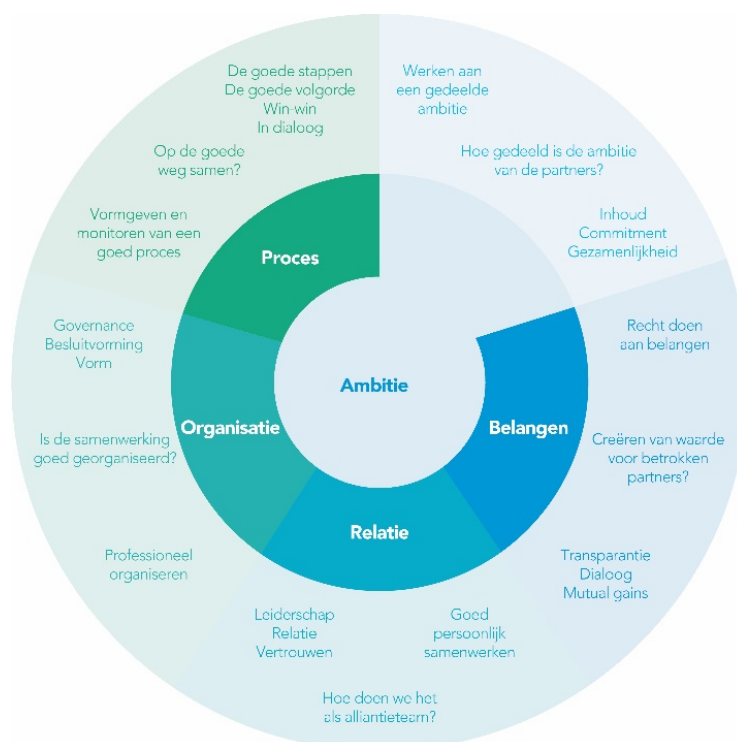 De goede stappen
De goede volgorde
Win-win
In dialoog
Op de goede
weg samen?
Vormgeven en
monitoren van een
goed proces
Werken aan
een gedeelde
ambitie
Hoe gedeeld is de ambitie
van de partners?
Inhoud
Commitment
Gezamenlijkheid
Proces
Governance
Besluitvorming
Vorm
Is de samenwerking
goed georganiseerd?
Professioneel
organiseren
Organisatie
Ambitie
Belangen
Recht doen
aan belangen
Creëren van waarde
voor betrokken
partners?
Transparantie
Dialoog
Mutual gains
Relatie
Leiderschap
Relatie
Vertrouwen
Goed
persoonlijk
samenwerken
Hoe doen we het
als alliantieteam?